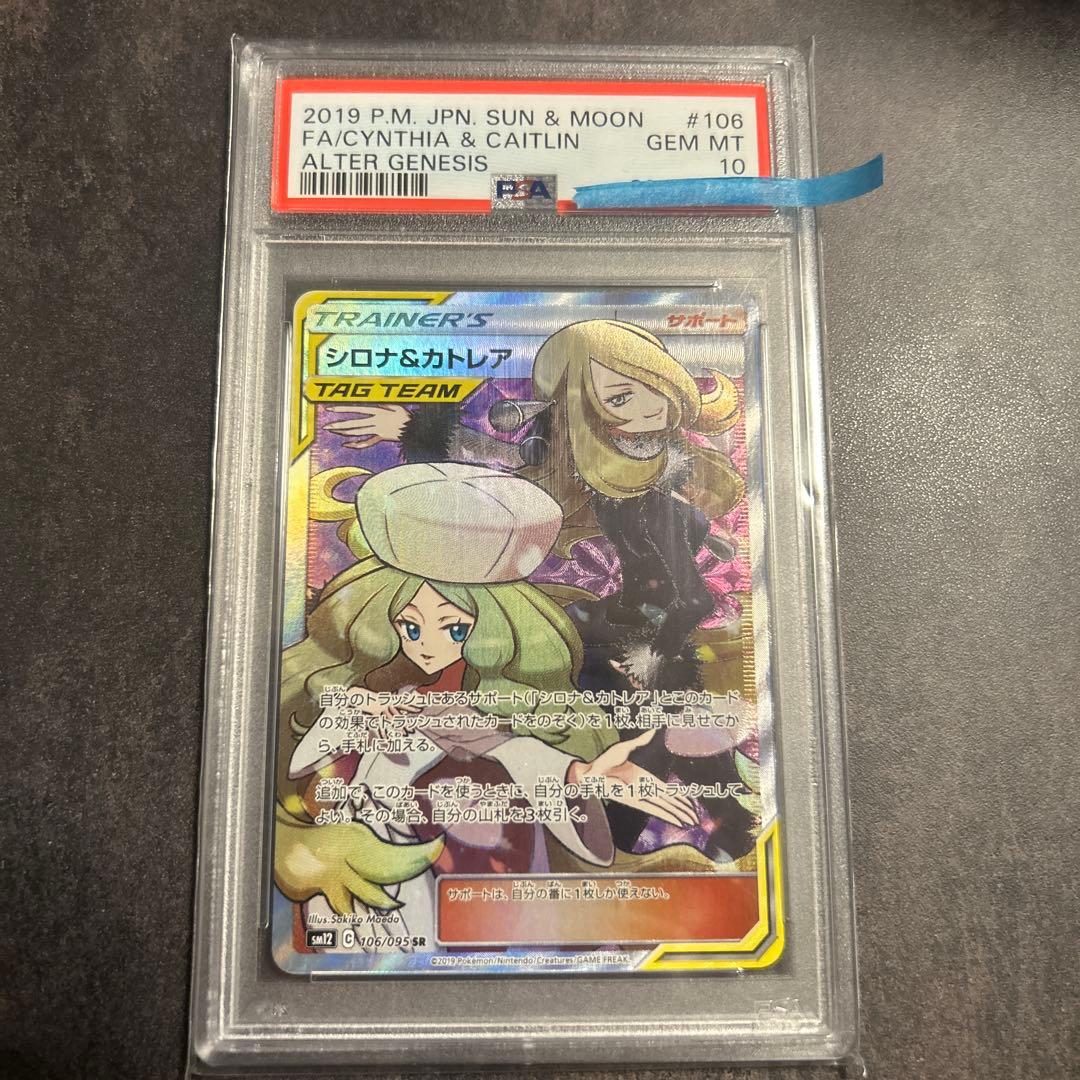 2019 P.M. JPN. SUN & MOON #106
FA/CYNTHIA & CAITLIN GEM MT
ALTER GENESIS 10
PSA
TRAINER'S サポート
シロナ&カトレア
TAG TEAM
自分のトラッシュにあるサポート(「シロナ&カトレア」とこのカード
の効果でトラッシュされたカードをのぞく)を1枚、相手に見せてか
ら、手札に加える。
追加で、このカードを使うときに、自分の手札を1枚トラッシュして
よい。その場合、自分の山札を3枚引く。
サポートは、自分の番に1枚しか使えない。
Illus.Sakiko Maeda
sm12 C 106/095 SR
©2019 Pokémon/Nintendo/Creatures/GAME FREAK.